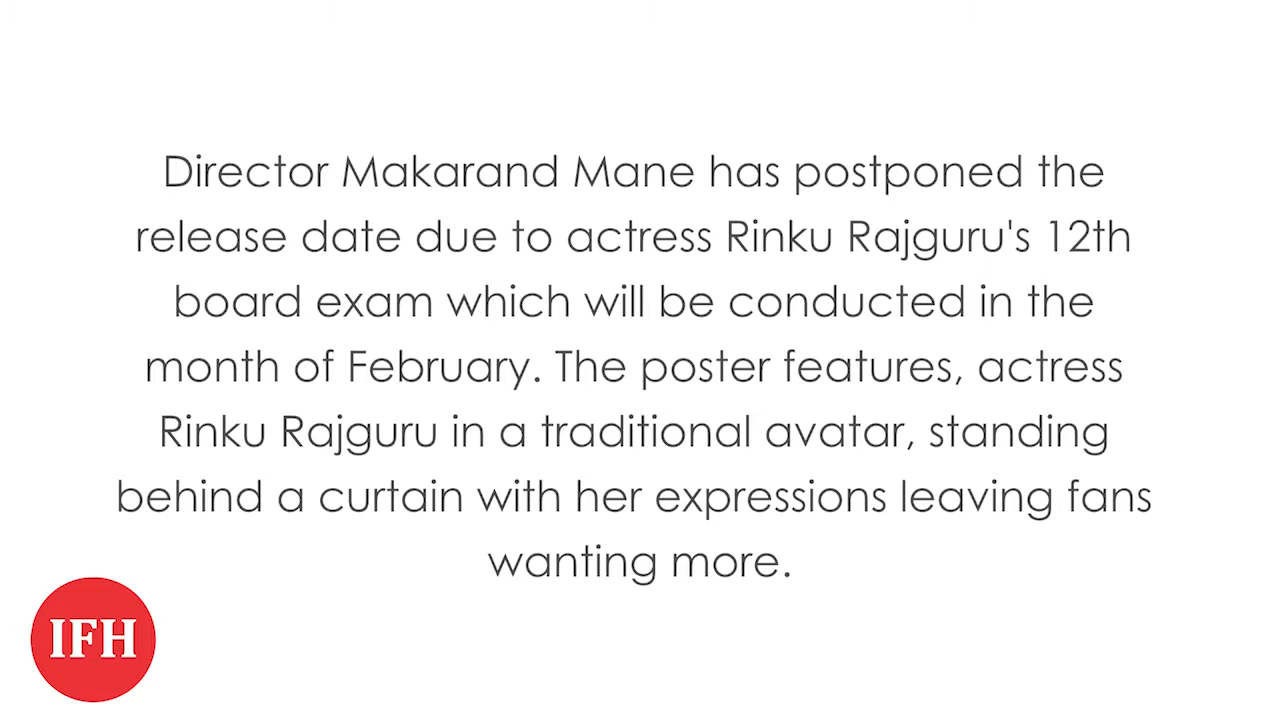 Director Makarand Mane has postponed the
release date due to actress Rinku Rajguru's 12th
board exam which will be conducted in the
month of February. The poster features, actress
Rinku Rajguru in a traditional avatar, standing
behind a curtain with her expressions leaving fans
wanting more.
IFH